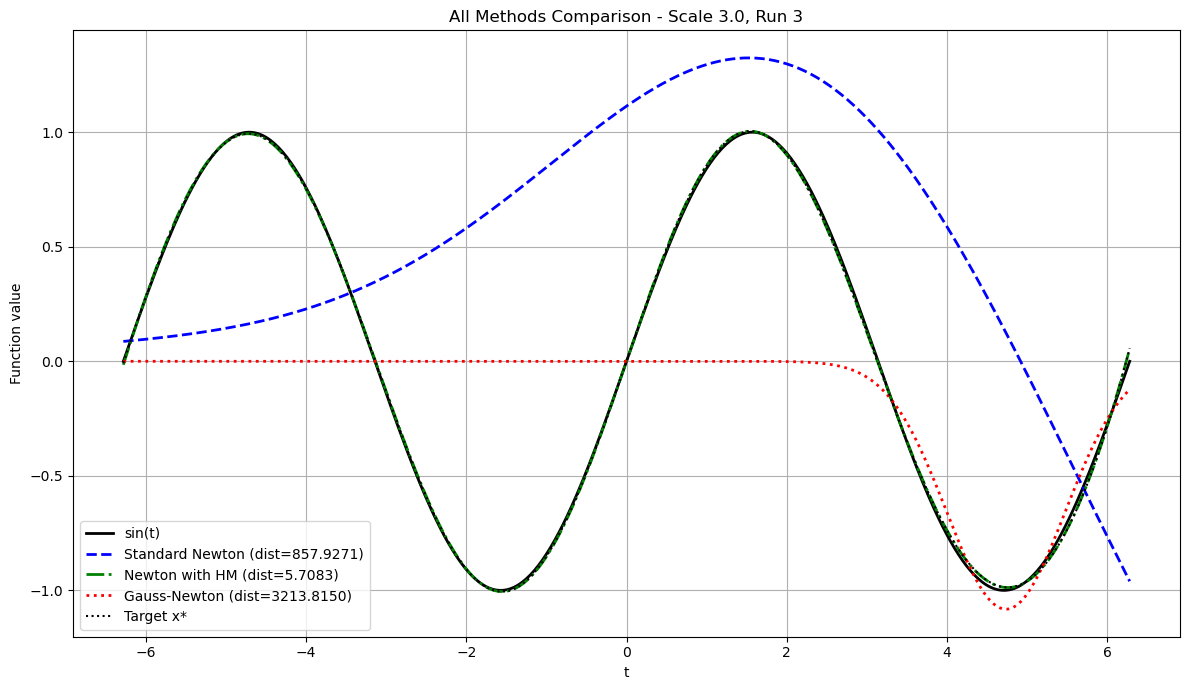 All Methods Comparison - Scale 3.0, Run 3
Function value
1.0
0.5
0.0
−0.5
−1.0
sin(t)
Standard Newton (dist=857.9271)
Newton with HM (dist=5.7083)
Gauss-Newton (dist=3213.8150)
Target x*
−6
−4
−2
0
2
4
6
t